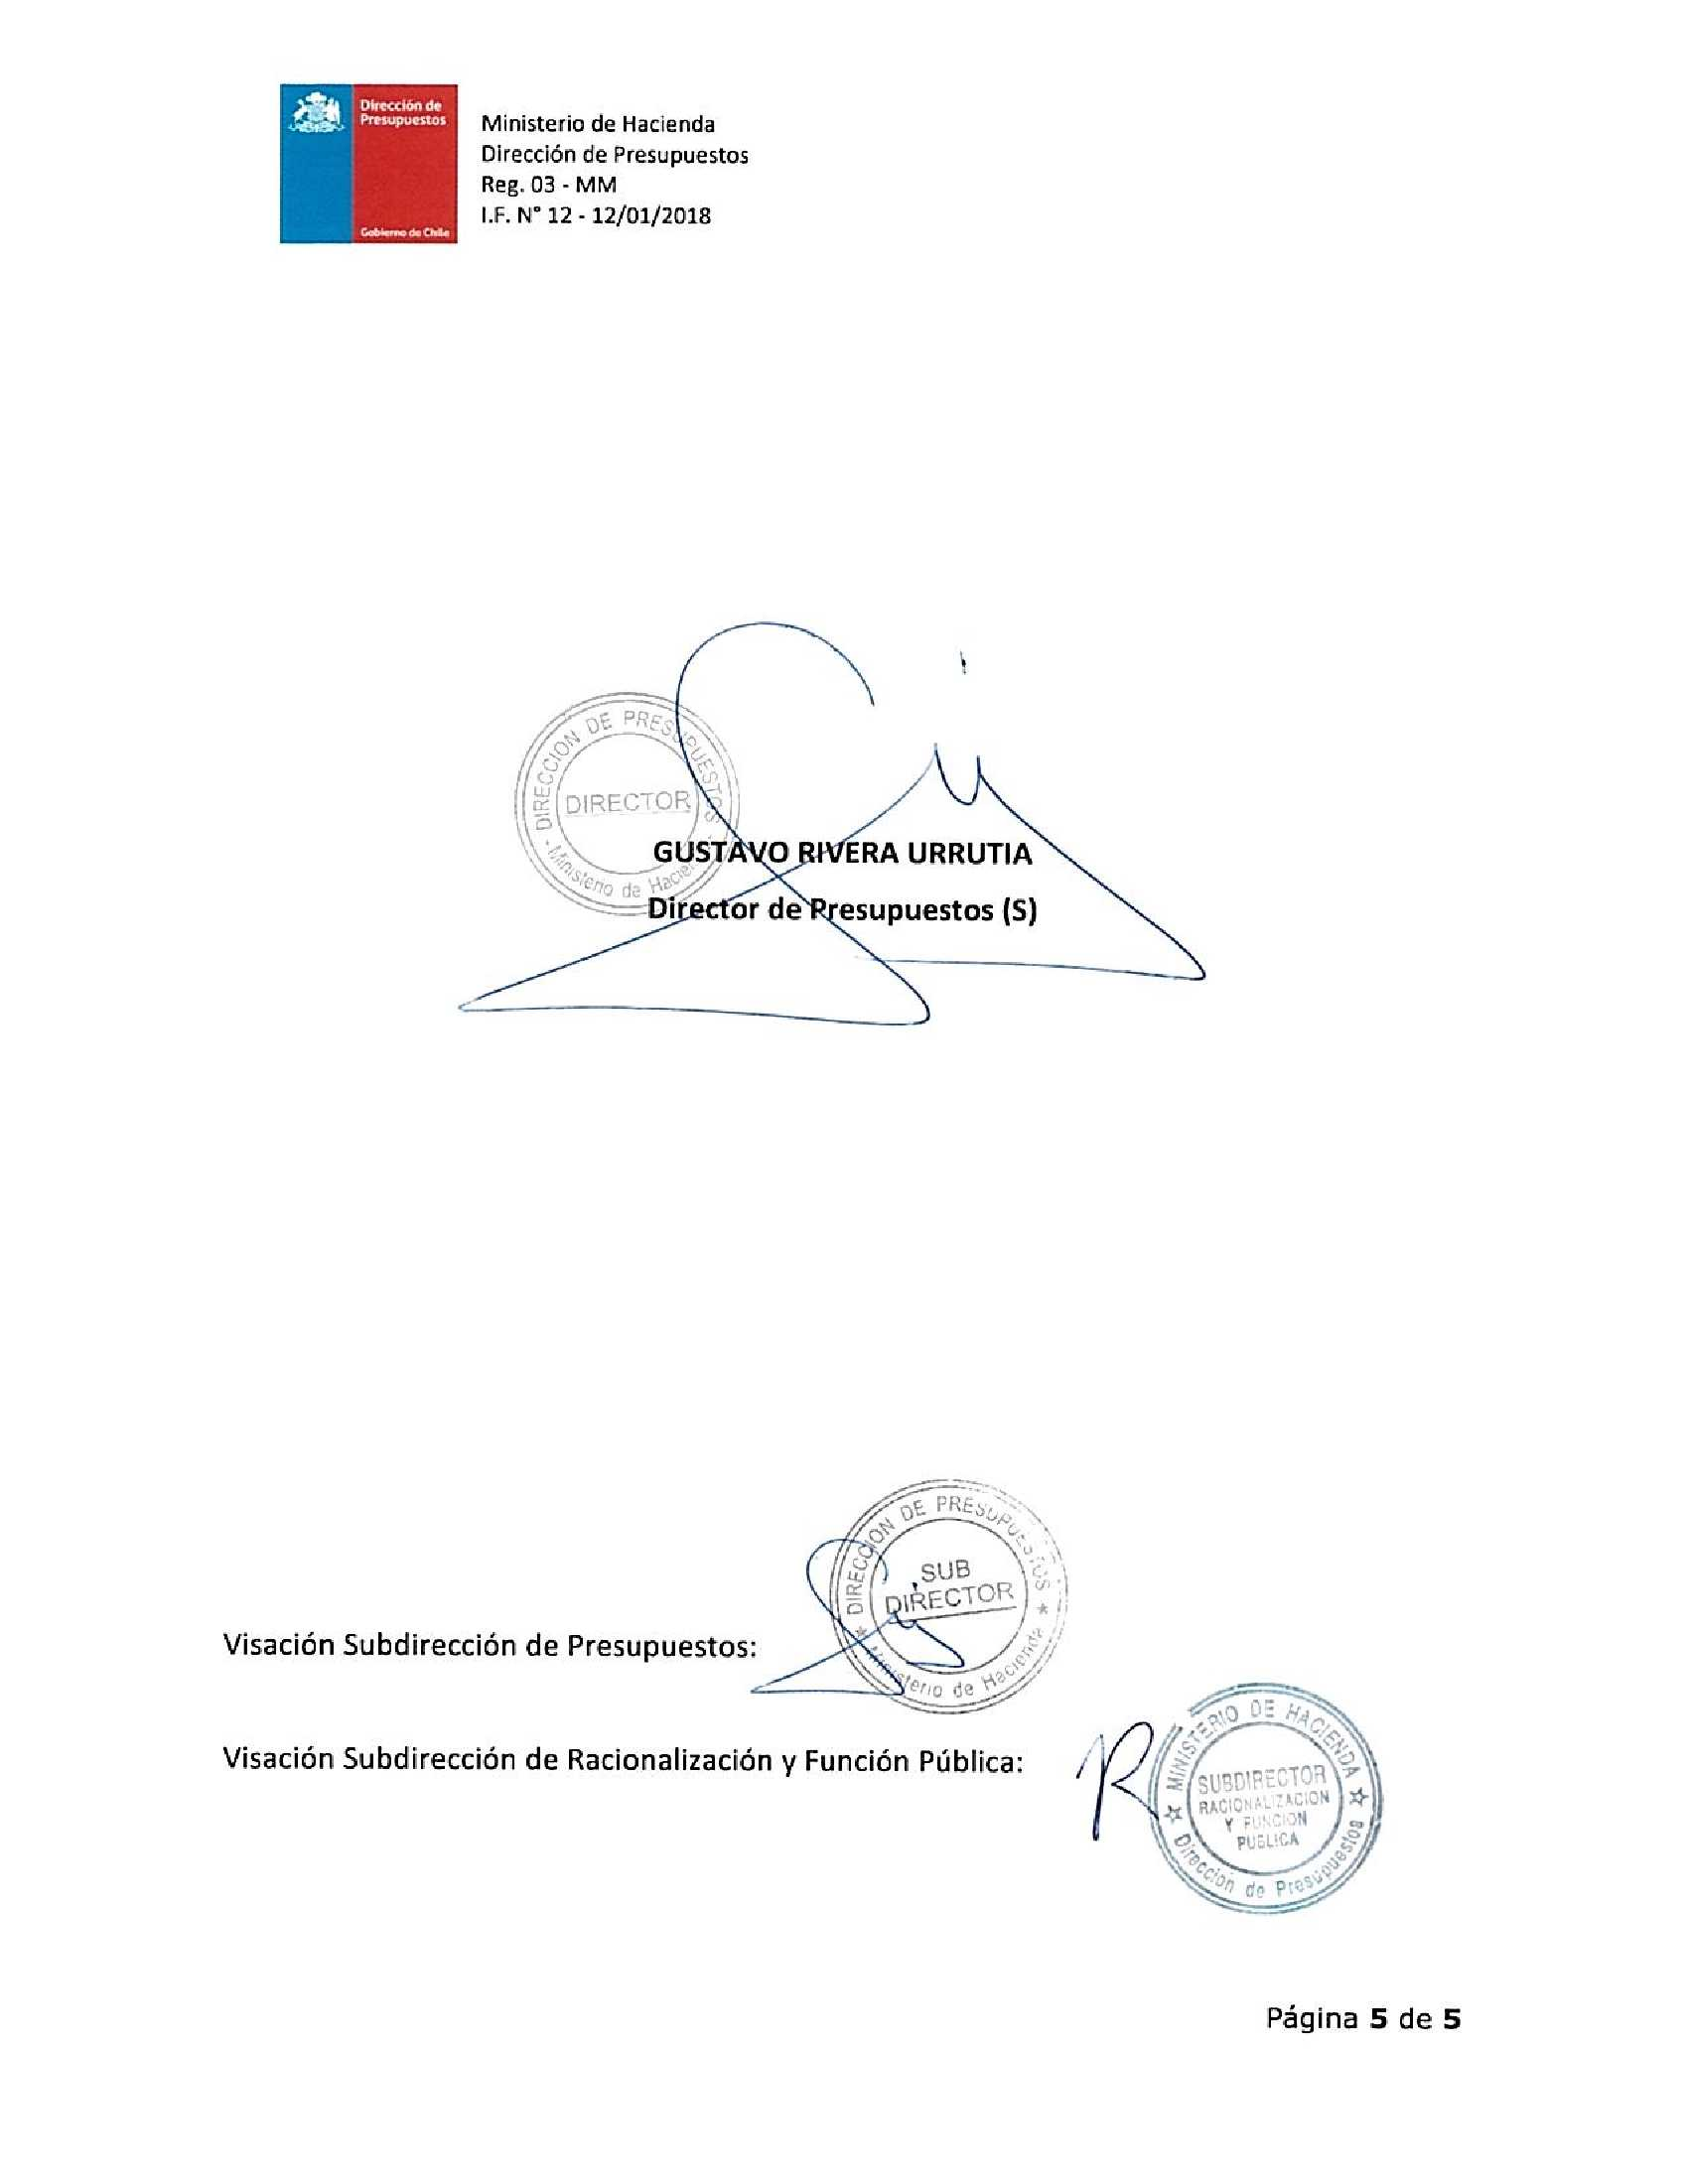 Dirección de
Presupuestos
Gobierno de Chile
Ministerio de Hacienda
Dirección de Presupuestos
Reg. 03 - MM
I.F. N° 12 - 12/01/2018
- DIRECCION DE PRESUPUESTOS -
DIRECTOR
Ministerio de Hacienda
GUSTAVO RIVERA URRUTIA
Director de Presupuestos (S)
DIRECCION DE PRESUPUESTOS
SUB
DIRECTOR
Ministerio de Hacienda
Visación Subdirección de Presupuestos:
Visación Subdirección de Racionalización y Función Pública:
MINISTERIO DE HACIENDA
SUBDIRECTOR
RACIONALIZACION
Y FUNCION
PUBLICA
Dirección de Presupuestos
Página 5 de 5